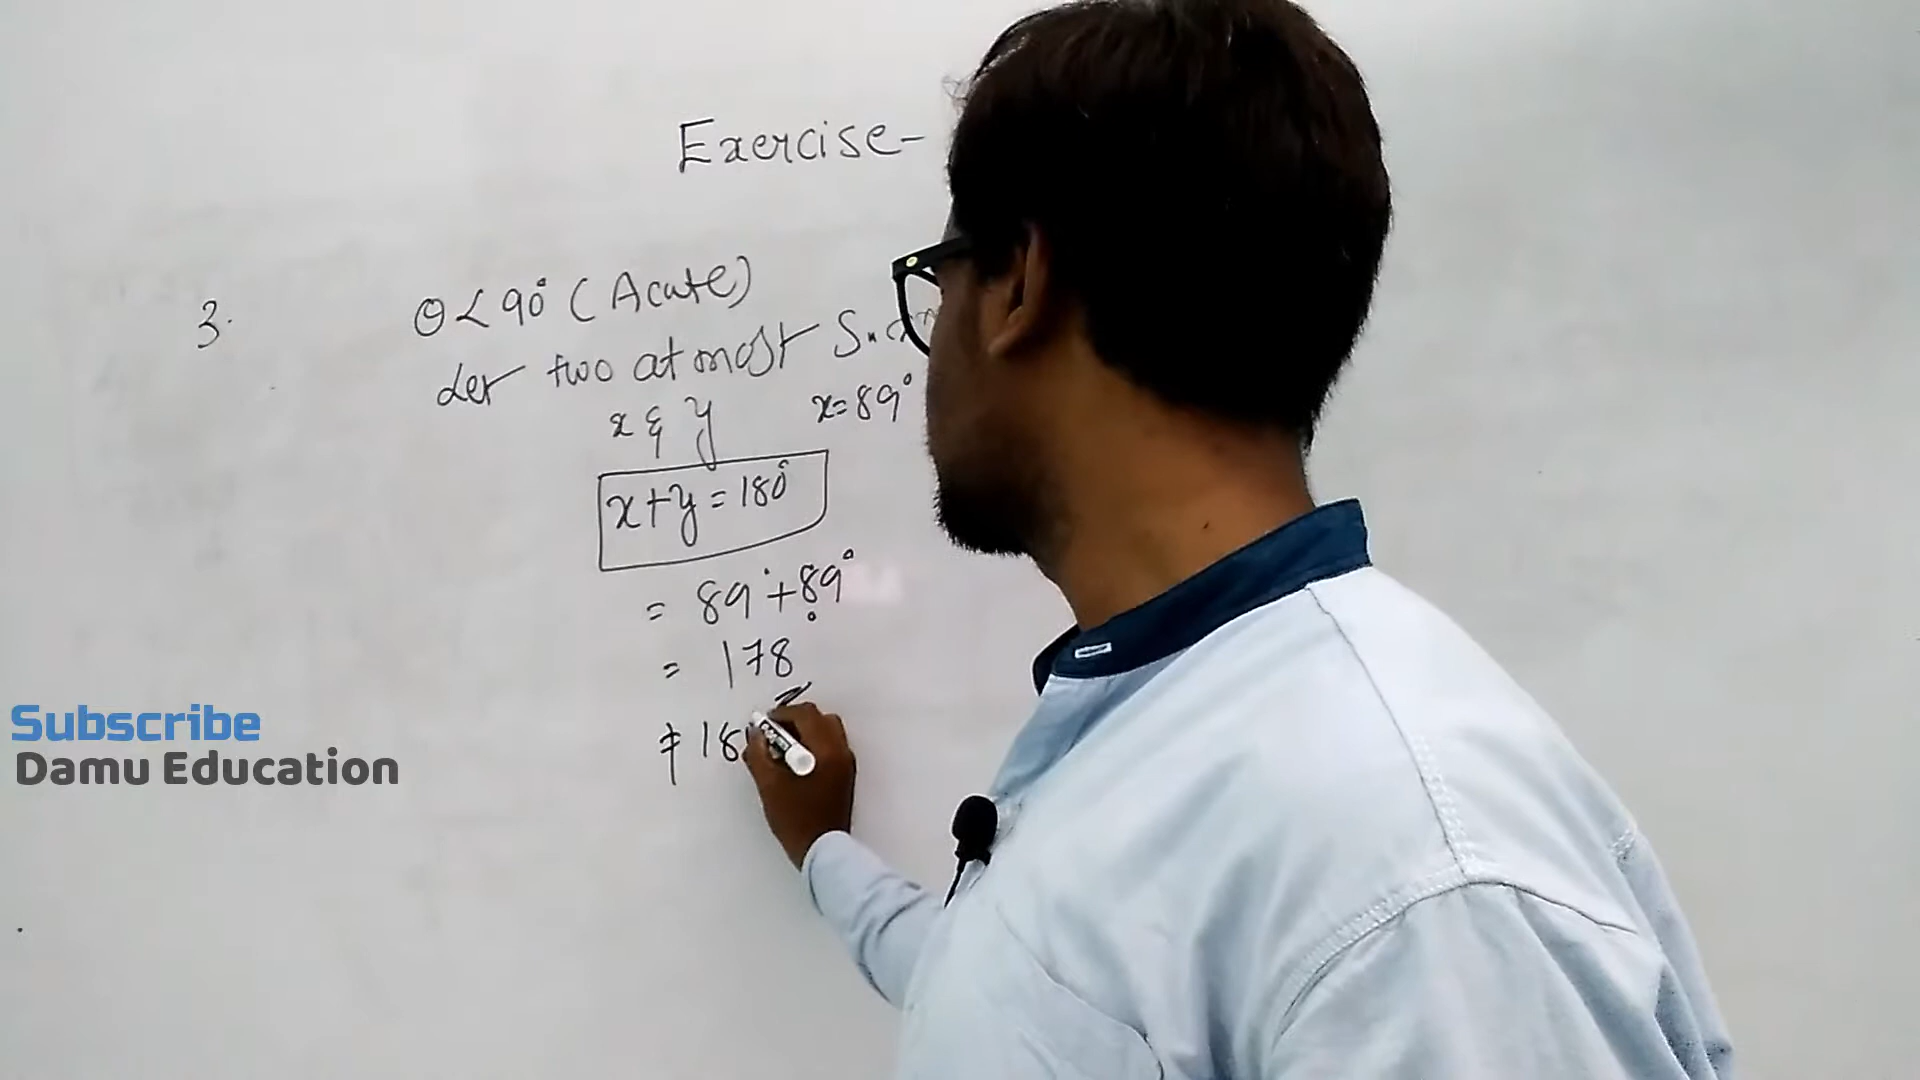 Exercise-
3.
θ<90° (Acute)
Let two at most
x & y
x=89°
x+y=180°
= 89°+89°
= 178°
≠ 18
Subscribe
Damu Education